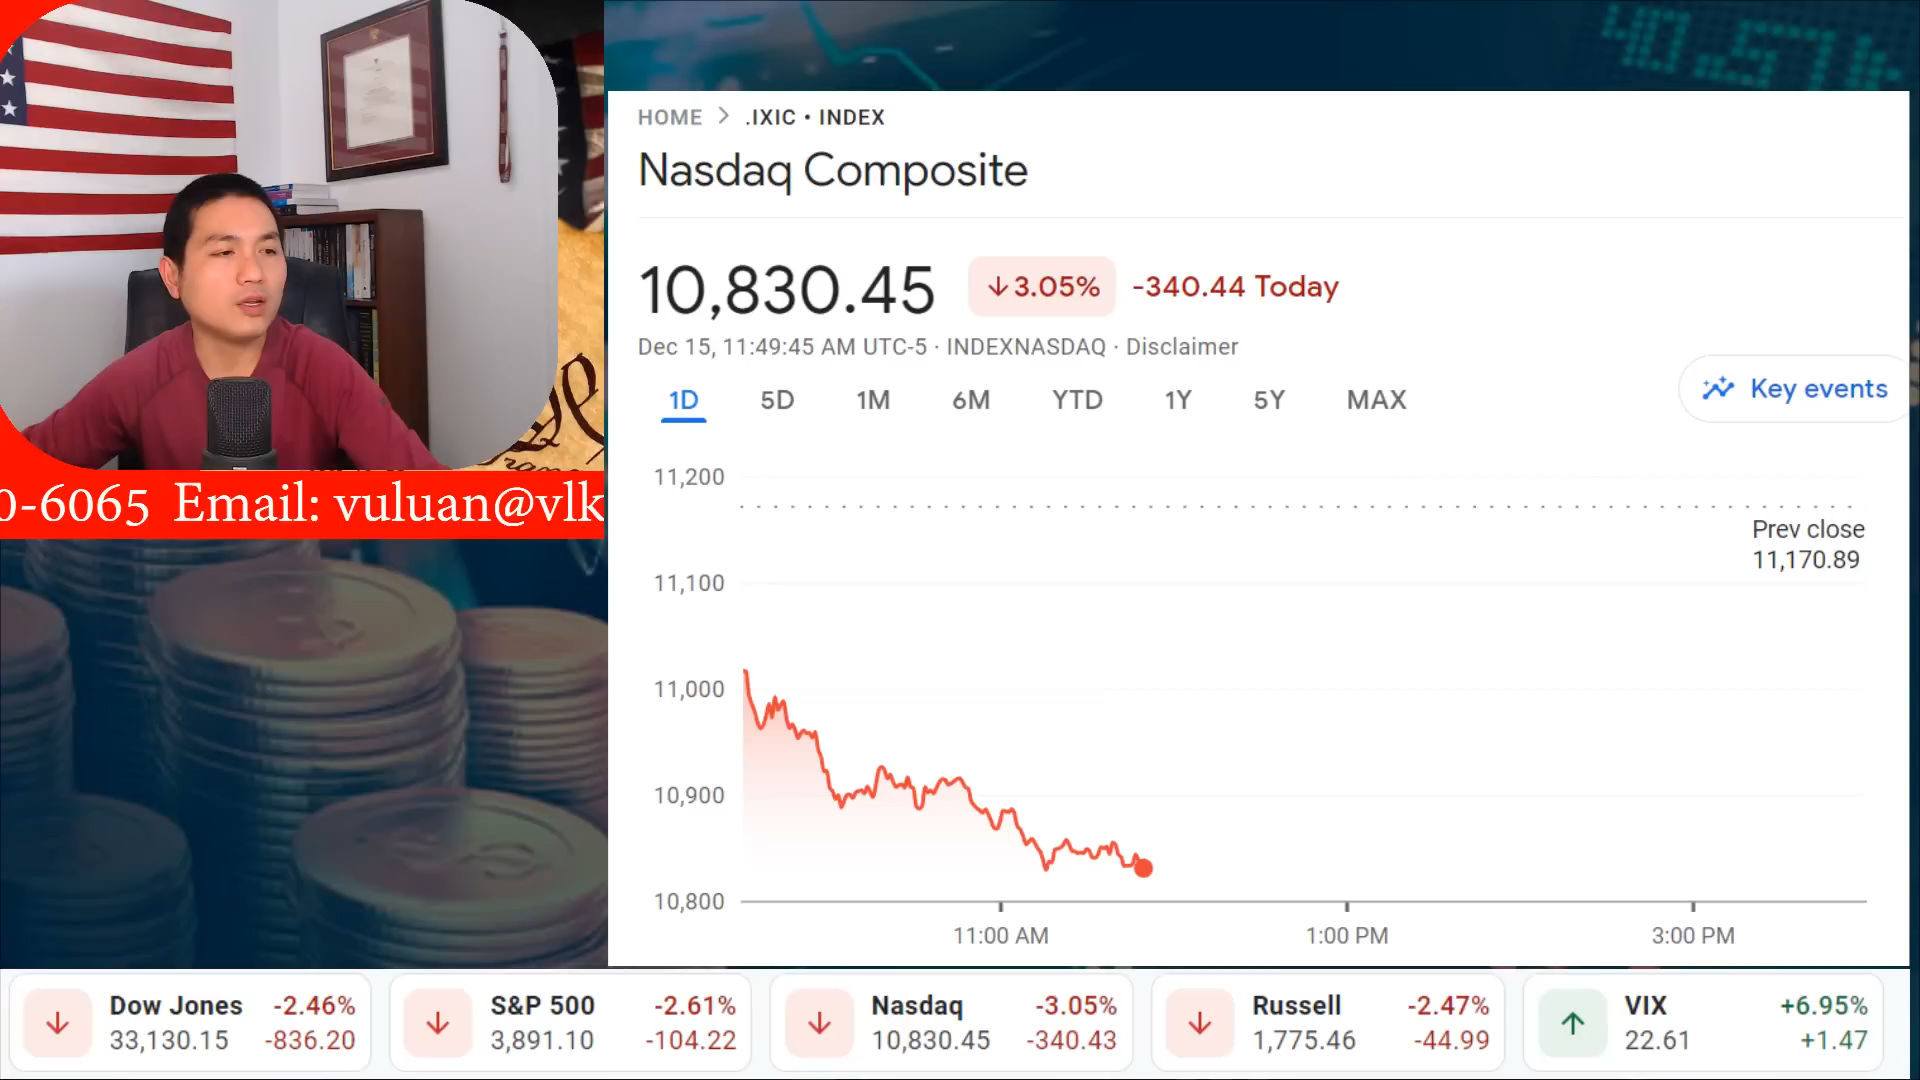 HOME > .IXIC • INDEX
Nasdaq Composite
10,830.45 ↓3.05% -340.44 Today
Dec 15, 11:49:45 AM UTC-5 · INDEXNASDAQ · Disclaimer
1D 5D 1M 6M YTD 1Y 5Y MAX
Key events
11,200
Prev close
11,170.89
11,100
11,000
10,900
10,800
11:00 AM 1:00 PM 3:00 PM
0-6065 Email: vuluan@vlk
Dow Jones -2.46%
33,130.15 -836.20
S&P 500 -2.61%
3,891.10 -104.22
Nasdaq -3.05%
10,830.45 -340.43
Russell -2.47%
1,775.46 -44.99
VIX +6.95%
22.61 +1.47